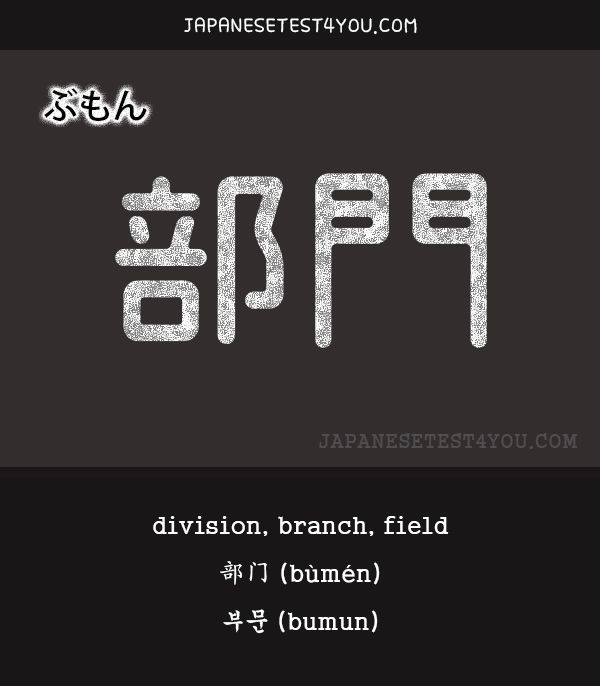 JAPANESETEST4YOU.COM
ぶもん
部門
JAPANESETEST4YOU.COM
division, branch, field
部门 (bùmén)
부문 (bumun)